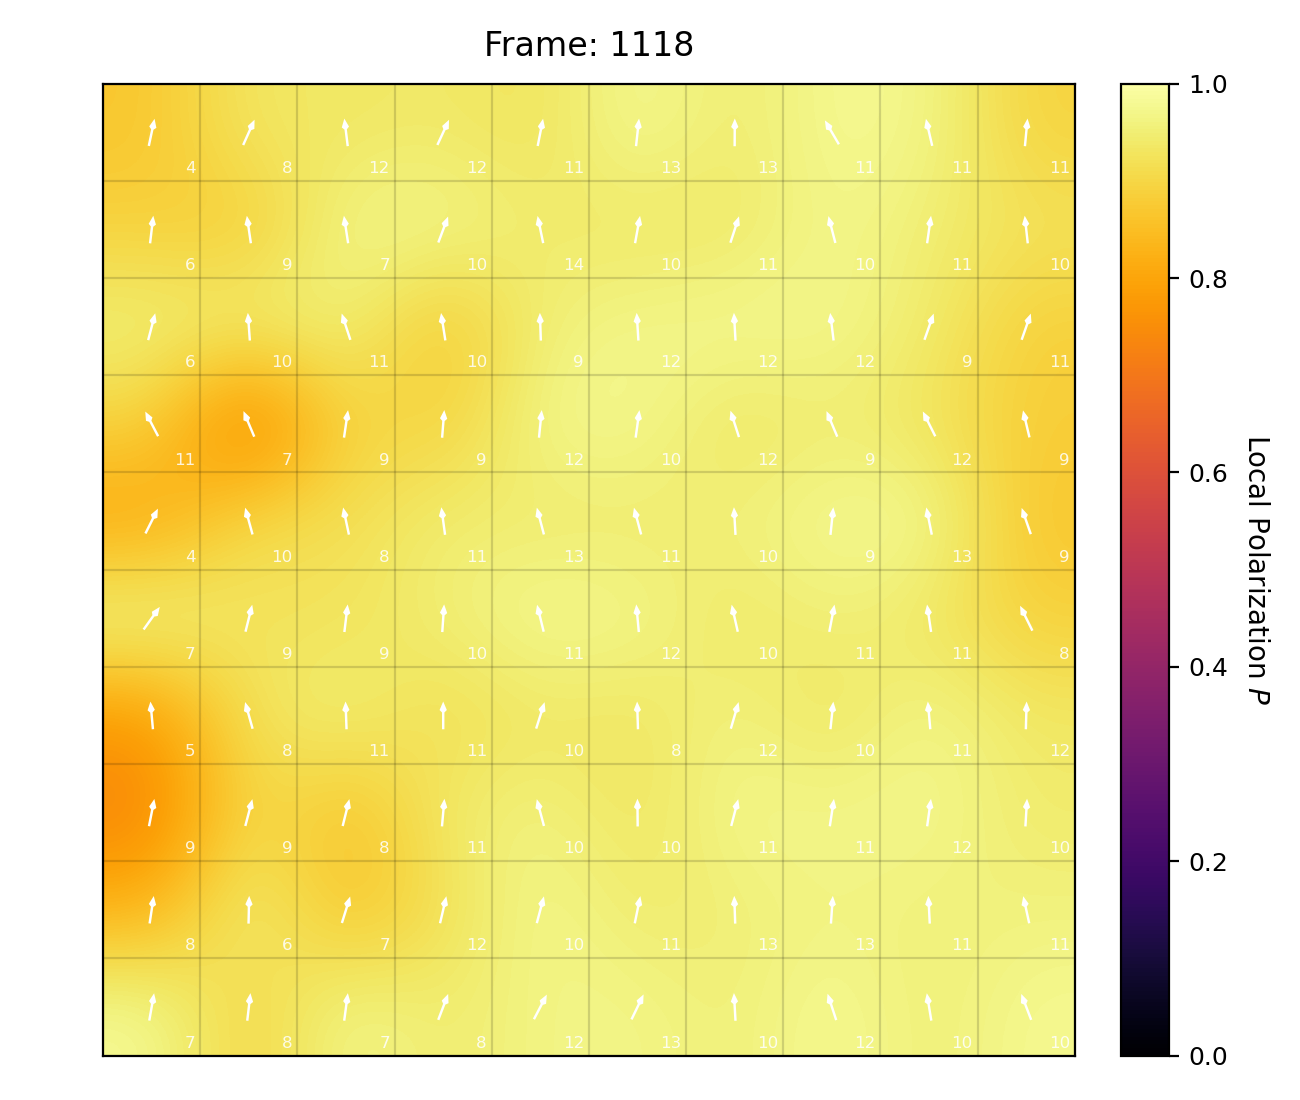 Frame: 1118
4 8 12 12 11 13 13 11 11 11
6 9 7 10 14 10 11 10 11 10
6 10 11 10 9 12 12 12 9 11
11 7 9 9 12 10 12 9 12 9
4 10 8 11 13 11 10 9 13 9
7 9 9 10 11 12 10 11 11 8
5 8 11 11 10 8 12 10 11 12
9 9 8 11 10 10 11 11 12 10
8 6 7 12 10 11 13 13 11 11
7 8 7 8 12 13 10 12 10 10
1.0
0.8
0.6
0.4
0.2
0.0
Local Polarization P